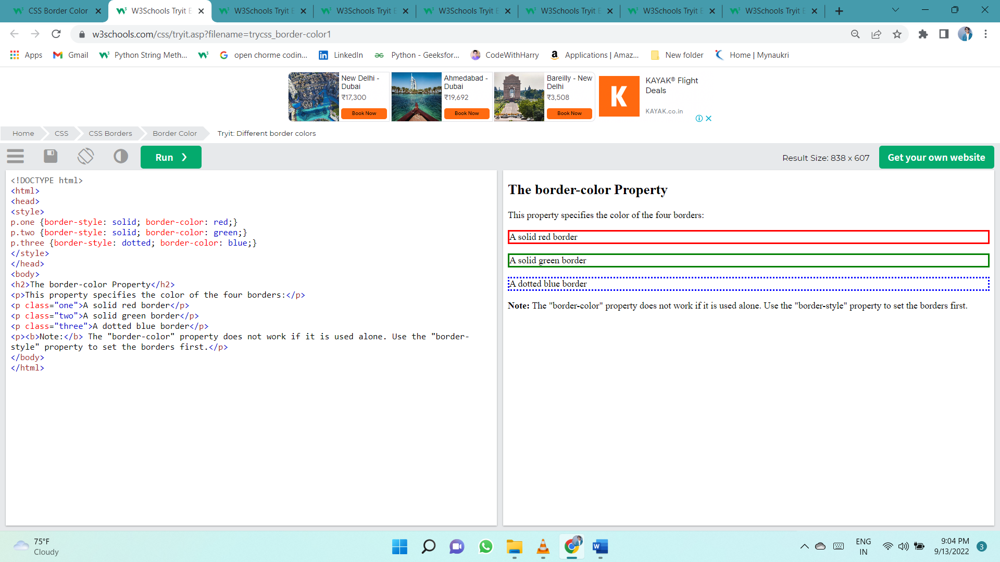 CSS Border Color
W3Schools Tryit E
W3Schools Tryit E
W3Schools Tryit E
W3Schools Tryit E
W3Schools Tryit E
W3Schools Tryit E
W3Schools Tryit E
w3schools.com/css/tryit.asp?filename=trycss_border-color1
Apps
Gmail
Python String Meth...
open chorme codin...
LinkedIn
Python - Geeksfor...
CodeWithHarry
Applications | Amaz...
New folder
Home | Mynaukri
New Delhi -
Dubai
₹17,300
Book Now
Ahmedabad -
Dubai
₹19,692
Book Now
Bareilly - New
Delhi
₹3,508
Book Now
K
KAYAK® Flight
Deals
KAYAK.co.in
Home
CSS
CSS Borders
Border Color
Tryit: Different border colors
Run ❯
Result Size: 838 x 607
Get your own website
<!DOCTYPE html>
<html>
<head>
<style>
p.one {border-style: solid; border-color: red;}
p.two {border-style: solid; border-color: green;}
p.three {border-style: dotted; border-color: blue;}
</style>
</head>
<body>
<h2>The border-color Property</h2>
<p>This property specifies the color of the four borders:</p>
<p class="one">A solid red border</p>
<p class="two">A solid green border</p>
<p class="three">A dotted blue border</p>
<p><b>Note:</b> The "border-color" property does not work if it is used alone. Use the "border-
style" property to set the borders first.</p>
</body>
</html>
The border-color Property
This property specifies the color of the four borders:
A solid red border
A solid green border
A dotted blue border
Note: The "border-color" property does not work if it is used alone. Use the "border-style" property to set the borders first.
75°F
Cloudy
ENG
IN
9:04 PM
9/13/2022
3